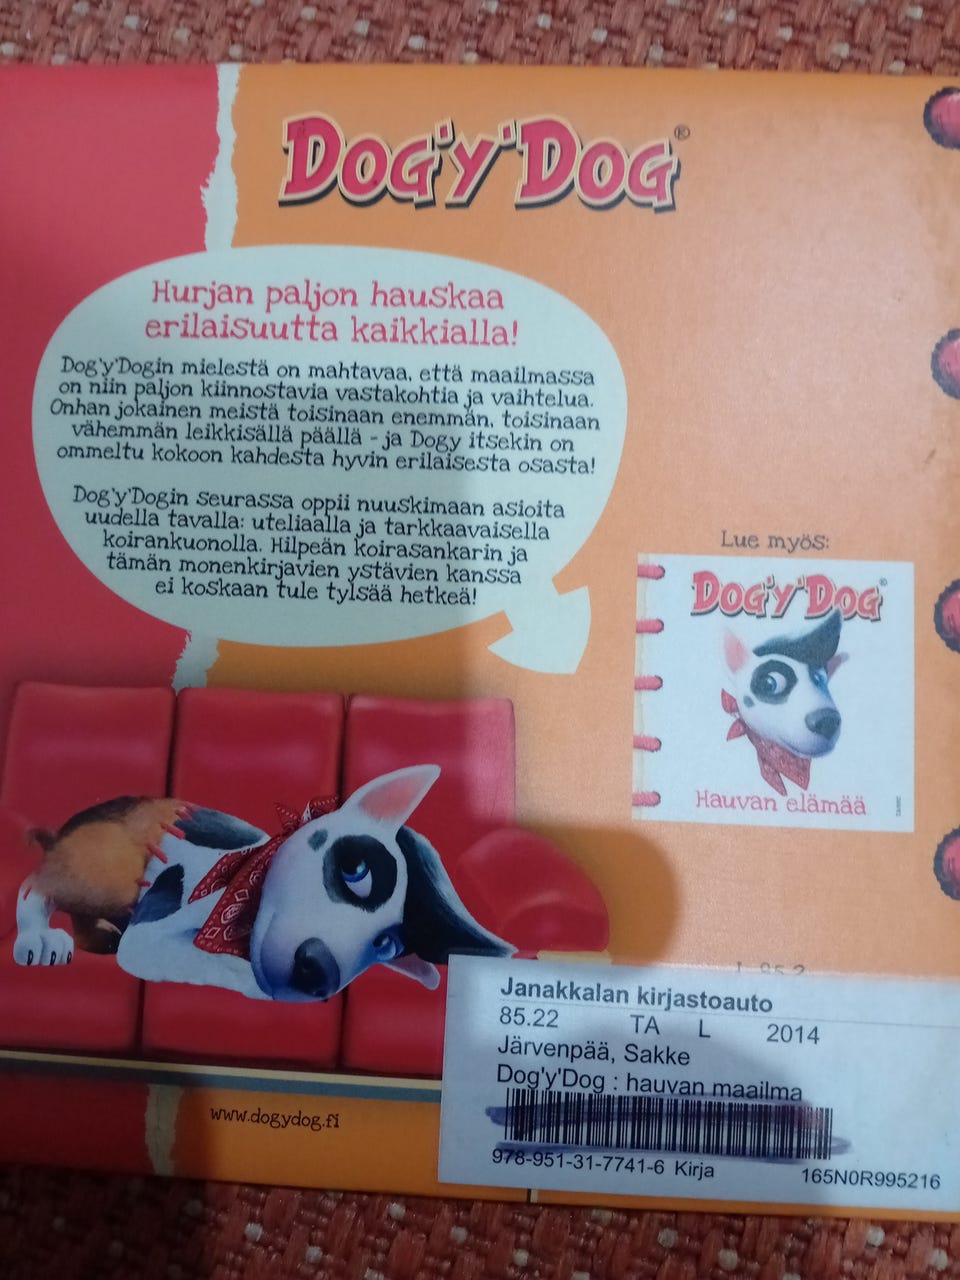 Dog'y'Dog®
Hurjan paljon hauskaa
erilaisuutta kaikkialla!
Dog'y'Dogin mielestä on mahtavaa, että maailmassa
on niin paljon kiinnostavia vastakohtia ja vaihtelua.
Onhan jokainen meistä toisinaan enemmän, toisinaan
vähemmän leikkisällä päällä - ja Dogy itsekin on
ommeltu kokoon kahdesta hyvin erilaisesta osasta!
Dog'y'Dogin seurassa oppii nuuskimaan asioita
uudella tavalla: uteliaalla ja tarkkaavaisella
koirankuonolla. Hilpeän koirasankarin ja
tämän monenkirjavien ystävien kanssa
ei koskaan tule tylsää hetkeä!
Lue myös:
Dog'y'Dog®
Hauvan elämää
Janakkalan kirjastoauto
85.22 TA L 2014
Järvenpää, Sakke
Dog'y'Dog : hauvan maailma
978-951-31-7741-6 Kirja 165N0R995216
www.dogydog.fi